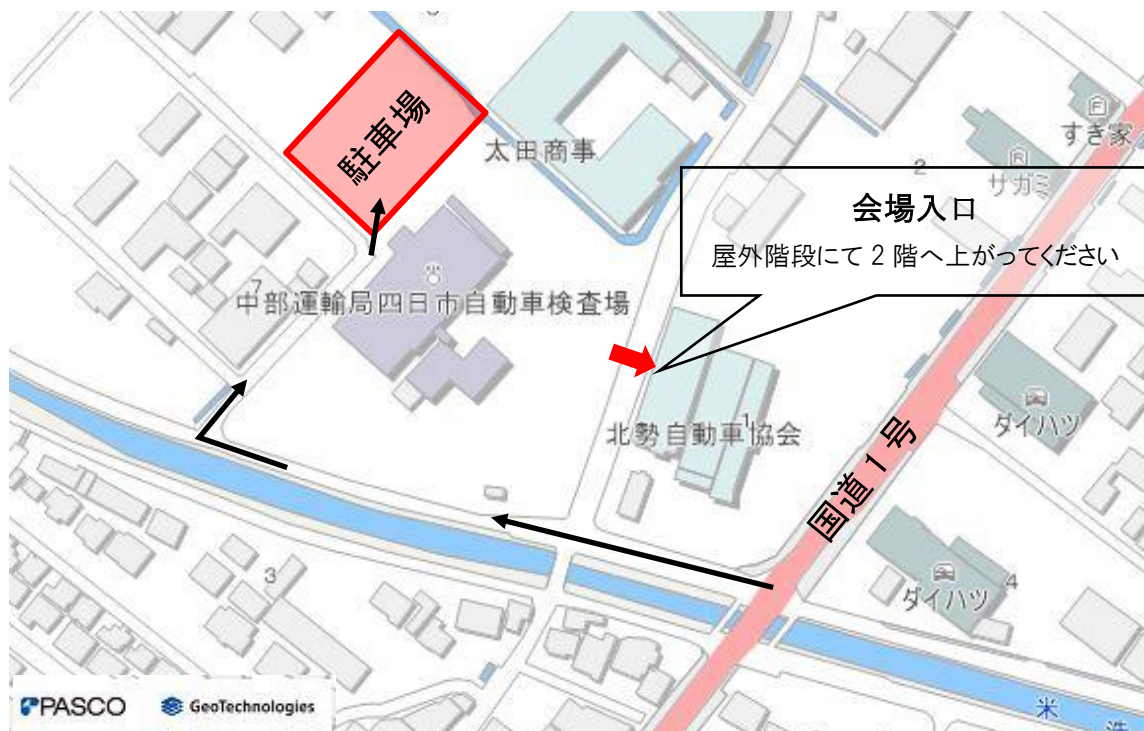 駐車場
太田商事
すき家
2
サガミ
会場入口
屋外階段にて 2 階へ上がってください
7
中部運輸局四日市自動車検査場
1
北勢自動車協会
ダイハツ
国道 1 号
3
ダイハツ
4
米
洗
PASCO
GeoTechnologies